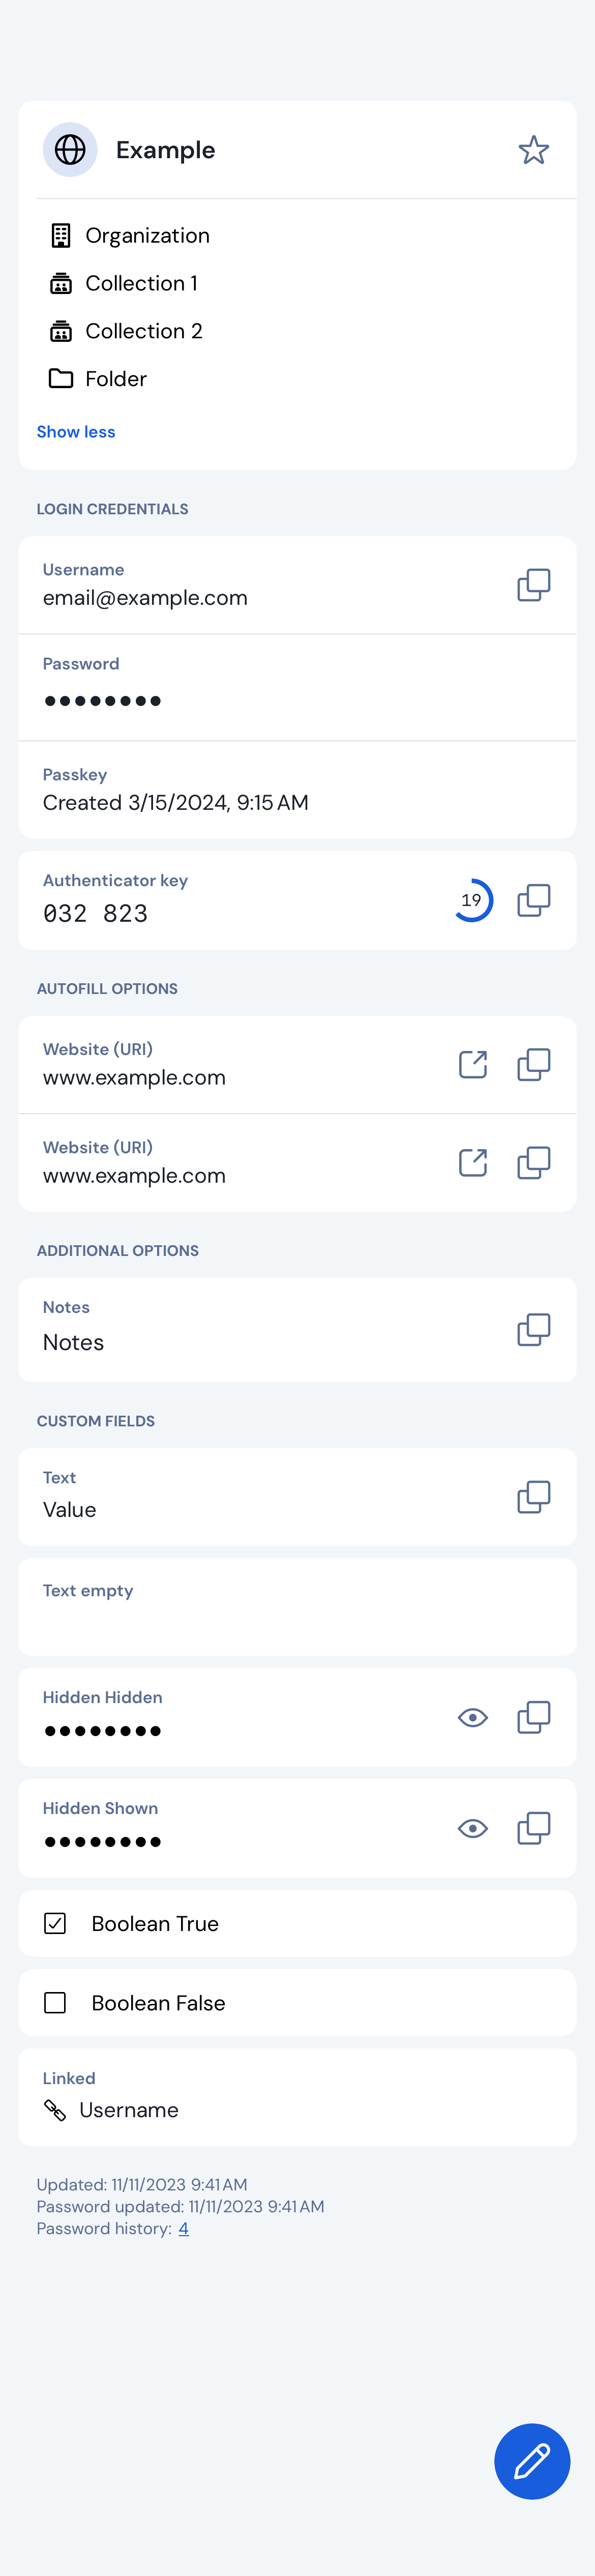 Example
Organization
Collection 1
Collection 2
Folder
Show less
LOGIN CREDENTIALS
Username
email@example.com
Password
●●●●●●●●
Passkey
Created 3/15/2024, 9:15 AM
Authenticator key
032 823
19
AUTOFILL OPTIONS
Website (URI)
www.example.com
Website (URI)
www.example.com
ADDITIONAL OPTIONS
Notes
Notes
CUSTOM FIELDS
Text
Value
Text empty
Hidden Hidden
●●●●●●●●
Hidden Shown
●●●●●●●●
Boolean True
Boolean False
Linked
Username
Updated: 11/11/2023 9:41 AM
Password updated: 11/11/2023 9:41 AM
Password history: 4